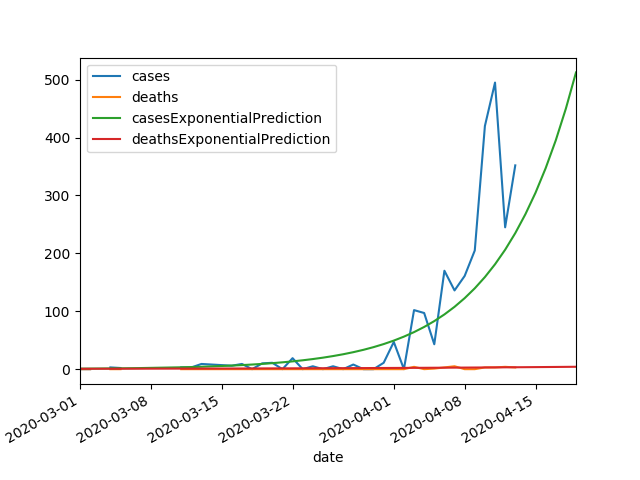 cases
deaths
casesExponentialPrediction
deathsExponentialPrediction
500
400
300
200
100
0
2020-03-01
2020-03-08
2020-03-15
2020-03-22
2020-04-01
2020-04-08
2020-04-15
date